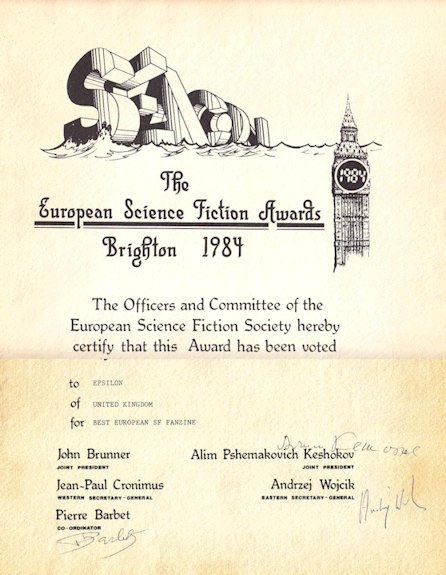 SEACON
1984
The
European Science Fiction Awards
Brighton 1984
The Officers and Committee of the
European Science Fiction Society hereby
certify that this Award has been voted
to EPSILON
of UNITED KINGDOM
for BEST EUROPEAN SF FANZINE
John Brunner
JOINT PRESIDENT
Alim Pshemakovich Keshokov
JOINT PRESIDENT
Jean-Paul Cronimus
WESTERN SECRETARY-GENERAL
Andrzej Wojcik
EASTERN SECRETARY-GENERAL
Pierre Barbet
CO-ORDINATOR
PBarbet